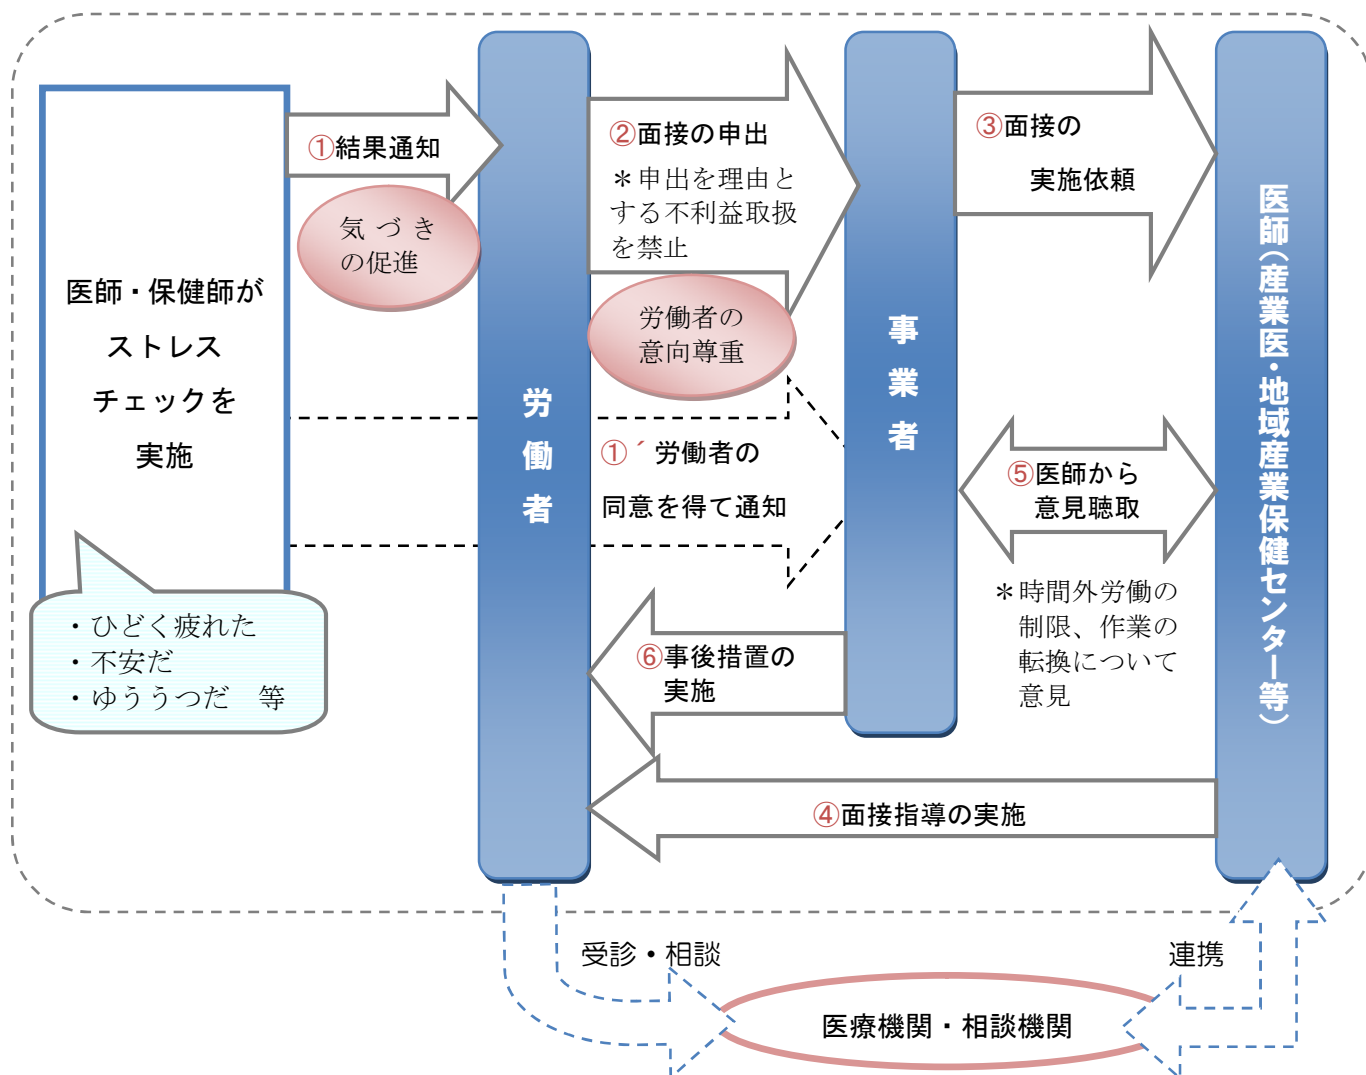 医師・保健師が
ストレス
チェックを
実施
・ひどく疲れた
・不安だ
・ゆううつだ　等
①結果通知
気づき
の促進
労働者
②面接の申出
＊申出を理由と
する不利益取扱
を禁止
労働者の
意向尊重
①´労働者の
同意を得て通知
事業者
③面接の
実施依頼
⑤医師から
意見聴取
＊時間外労働の
制限、作業の
転換について
意見
⑥事後措置の
実施
④面接指導の実施
医師（産業医・地域産業保健センター等）
受診・相談
連携
医療機関・相談機関